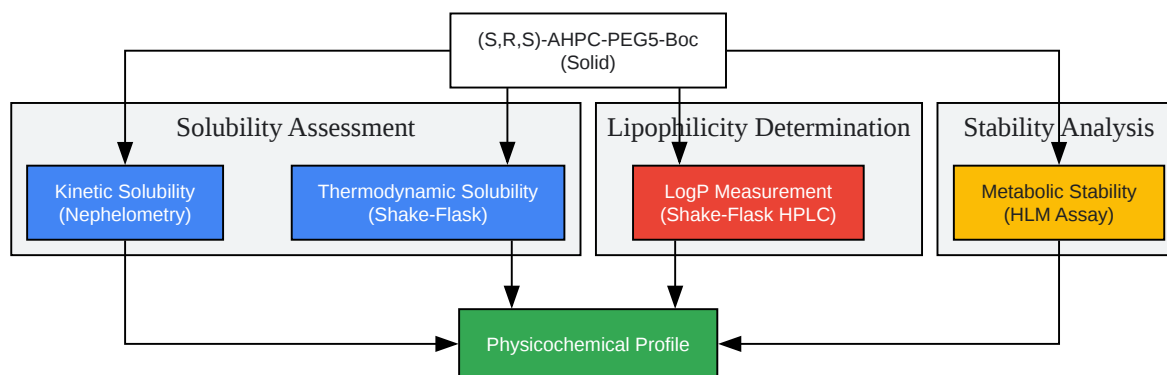 (S,R,S)-AHPC-PEG5-Boc
(Solid)
Solubility Assessment
Lipophilicity Determination
Stability Analysis
Kinetic Solubility
(Nephelometry)
Thermodynamic Solubility
(Shake-Flask)
LogP Measurement
(Shake-Flask HPLC)
Metabolic Stability
(HLM Assay)
Physicochemical Profile